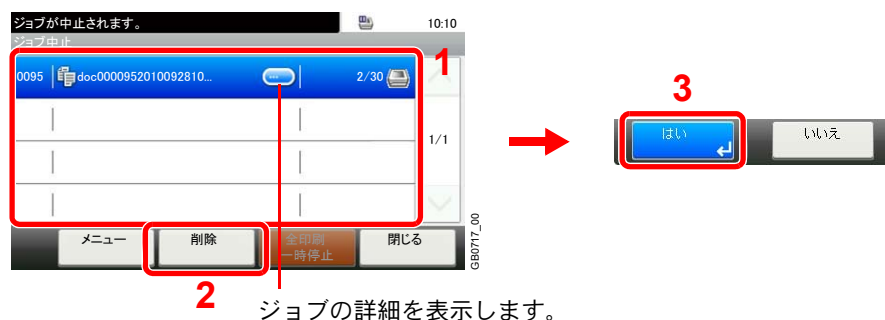 ジョブが中止されます。 10:10
ジョブ中止
1
0095 doc0000952010092810... ... 2/30
1/1
メニュー 削除 全印刷 閉じる
一時停止
GB0717_00
2
ジョブの詳細を表示します。
3
はい いいえ